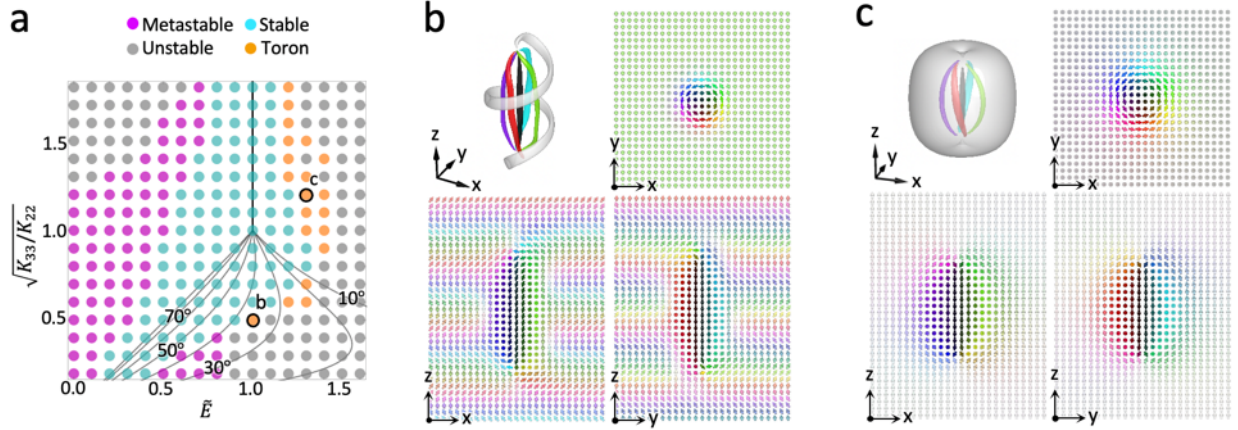 a
Metastable
Stable
Unstable
Toron
√K33/K22
1.5
1.0
0.5
c
b
10°
70°
50°
30°
0.0
0.5
1.0
1.5
Ẽ
b
z
y
x
y
x
z
x
z
y
c
z
y
x
y
x
z
x
z
y